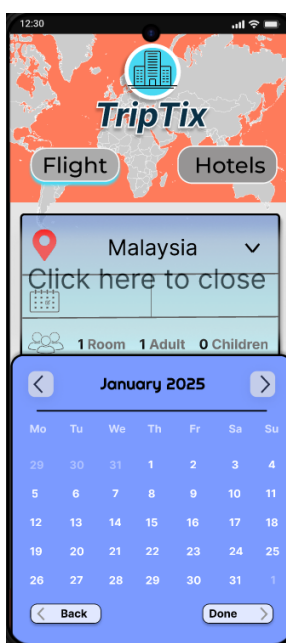 12:30
TripTix
Flight Hotels
Malaysia
Click here to close
1 Room 1 Adult 0 Children
January 2025
Mo Tu We Th Fr Sa Su
29 30 31 1 2 3 4
5 6 7 8 9 10 11
12 13 14 15 16 17 18
19 20 21 22 23 24 25
26 27 28 29 30 31 1
Back Done